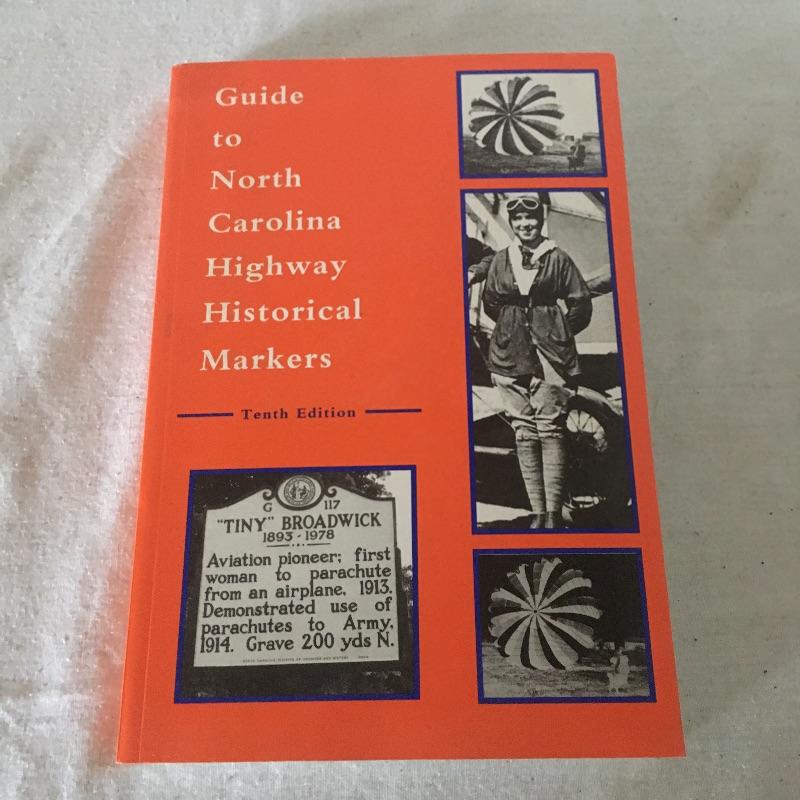 Guide
to
North
Carolina
Highway
Historical
Markers
Tenth Edition
G 117
"TINY" BROADWICK
1893-1978
Aviation pioneer; first
woman to parachute
from an airplane, 1913.
Demonstrated use of
parachutes to Army,
1914. Grave 200 yds N.